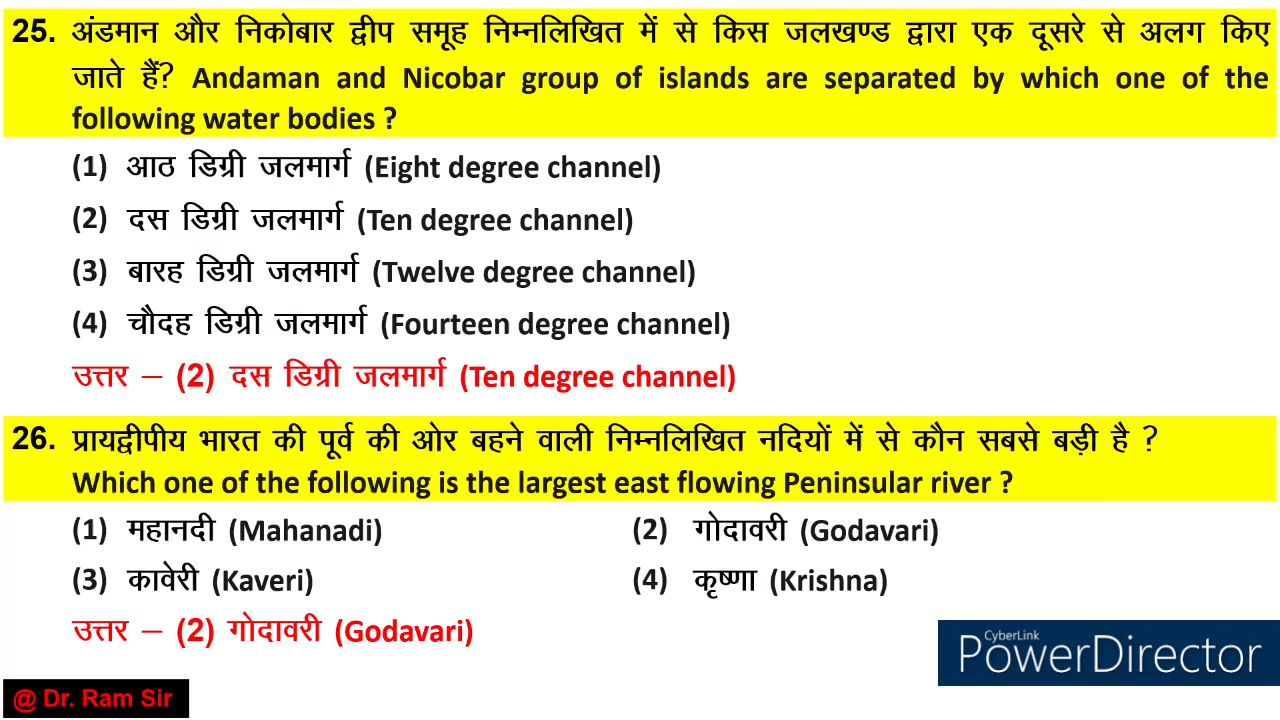 25. अंडमान और निकोबार द्वीप समूह निम्नलिखित में से किस जलखण्ड द्वारा एक दूसरे से अलग किए
जाते हैं? Andaman and Nicobar group of islands are separated by which one of the
following water bodies ?
(1) आठ डिग्री जलमार्ग (Eight degree channel)
(2) दस डिग्री जलमार्ग (Ten degree channel)
(3) बारह डिग्री जलमार्ग (Twelve degree channel)
(4) चौदह डिग्री जलमार्ग (Fourteen degree channel)
उत्तर – (2) दस डिग्री जलमार्ग (Ten degree channel)
26. प्रायद्वीपीय भारत की पूर्व की ओर बहने वाली निम्नलिखित नदियों में से कौन सबसे बड़ी है ?
Which one of the following is the largest east flowing Peninsular river ?
(1) महानदी (Mahanadi) (2) गोदावरी (Godavari)
(3) कावेरी (Kaveri) (4) कृष्णा (Krishna)
उत्तर – (2) गोदावरी (Godavari)
CyberLink
PowerDirector
@ Dr. Ram Sir